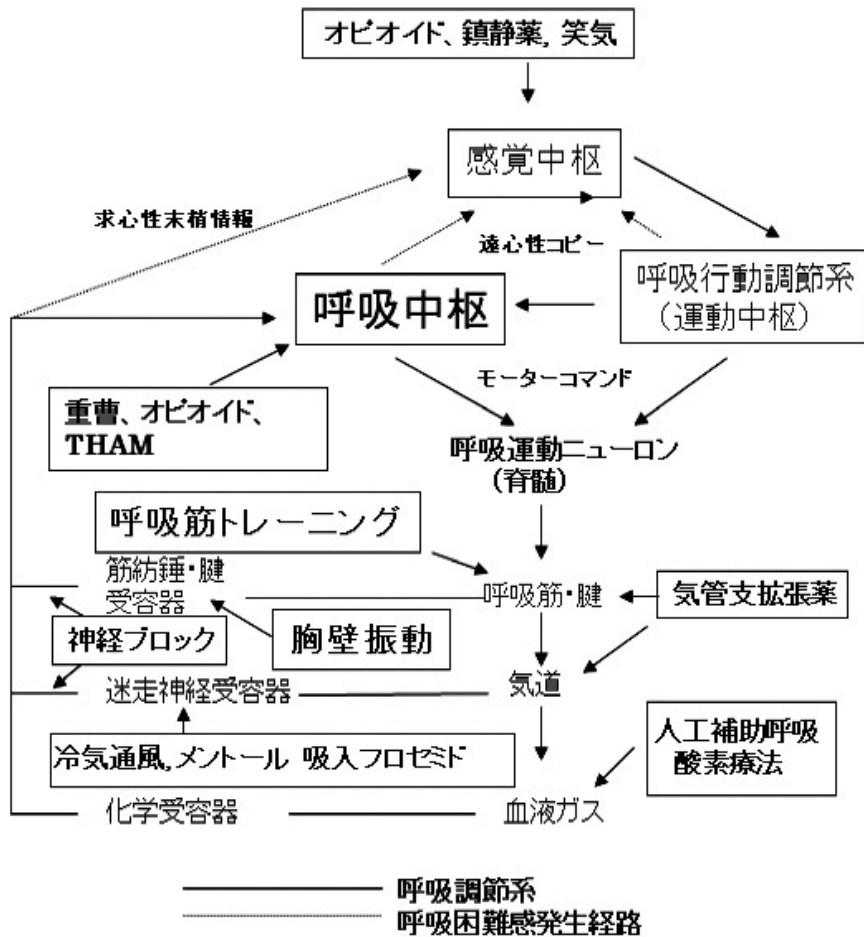 オピオイド、鎮静薬, 笑気
感覚中枢
求心性末梢情報
遠心性コピー
呼吸行動調節系
(運動中枢)
呼吸中枢
モーターコマンド
重曹、オピオイド、
THAM
呼吸運動ニューロン
(脊髄)
呼吸筋トレーニング
筋紡錘・腱
受容器
呼吸筋・腱
気管支拡張薬
神経ブロック
胸壁振動
迷走神経受容器
気道
人工補助呼吸
酸素療法
冷気通風,メントール 吸入フロセミド
化学受容器
血液ガス
呼吸調節系
呼吸困難感発生経路